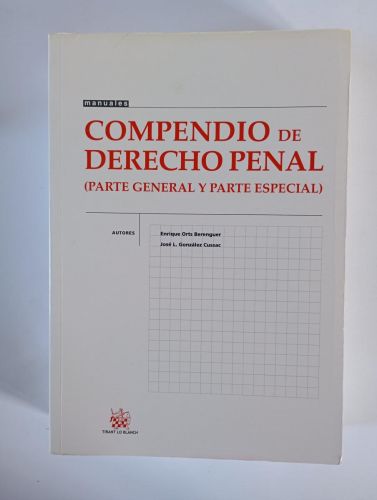 manuales
COMPENDIO DE
DERECHO PENAL
(PARTE GENERAL Y PARTE ESPECIAL)
AUTORES
Enrique Orts Berenguer
José L. González Cussac
TIRANT LO BLANCH